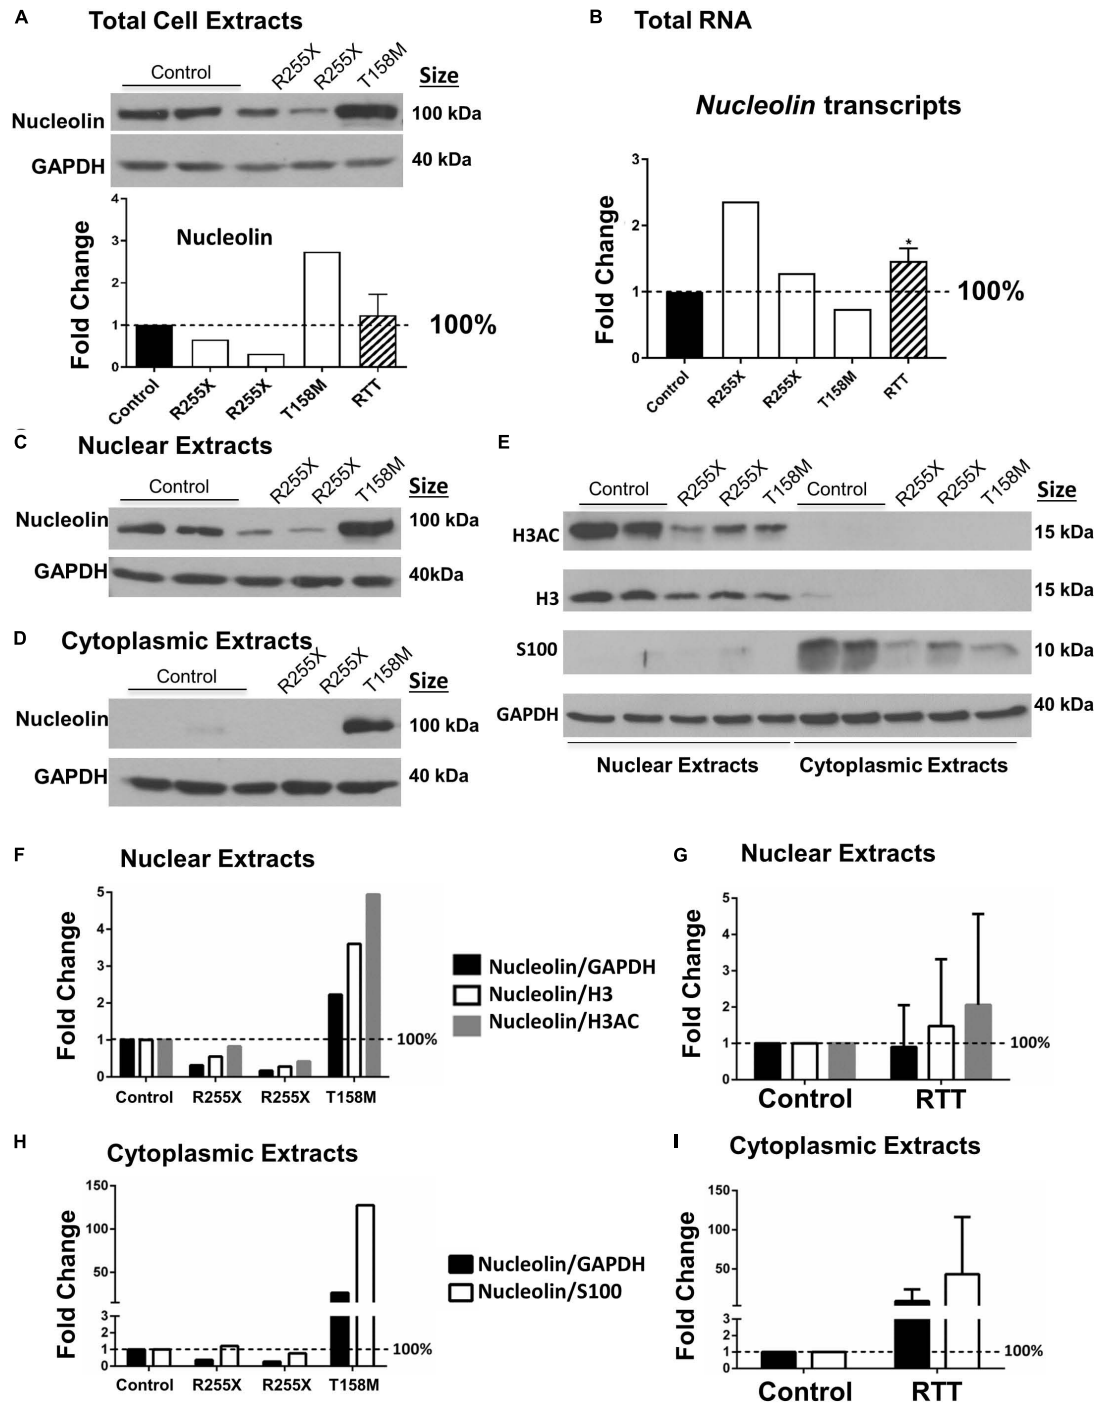 A Total Cell Extracts
Control R255X R255X T158M Size
Nucleolin 100 kDa
GAPDH 40 kDa
Fold Change
4
3
2
1
0
Nucleolin
100%
Control R255X R255X T158M RTT
B Total RNA
Nucleolin transcripts
Fold Change
3
2
1
0
*
100%
Control R255X R255X T158M RTT
C Nuclear Extracts
Control R255X R255X T158M Size
Nucleolin 100 kDa
GAPDH 40kDa
D Cytoplasmic Extracts
Control R255X R255X T158M Size
Nucleolin 100 kDa
GAPDH 40 kDa
E
Control R255X R255X T158M Control R255X R255X T158M Size
H3AC 15 kDa
H3 15 kDa
S100 10 kDa
GAPDH 40 kDa
Nuclear Extracts Cytoplasmic Extracts
F Nuclear Extracts
Fold Change
5
4
3
2
1
0
100%
Control R255X R255X T158M
Nucleolin/GAPDH
Nucleolin/H3
Nucleolin/H3AC
G Nuclear Extracts
Fold Change
5
4
3
2
1
0
100%
Control RTT
H Cytoplasmic Extracts
Fold Change
150
100
50
3
2
1
0
100%
Control R255X R255X T158M
Nucleolin/GAPDH
Nucleolin/S100
I Cytoplasmic Extracts
Fold Change
150
100
50
3
2
1
0
100%
Control RTT